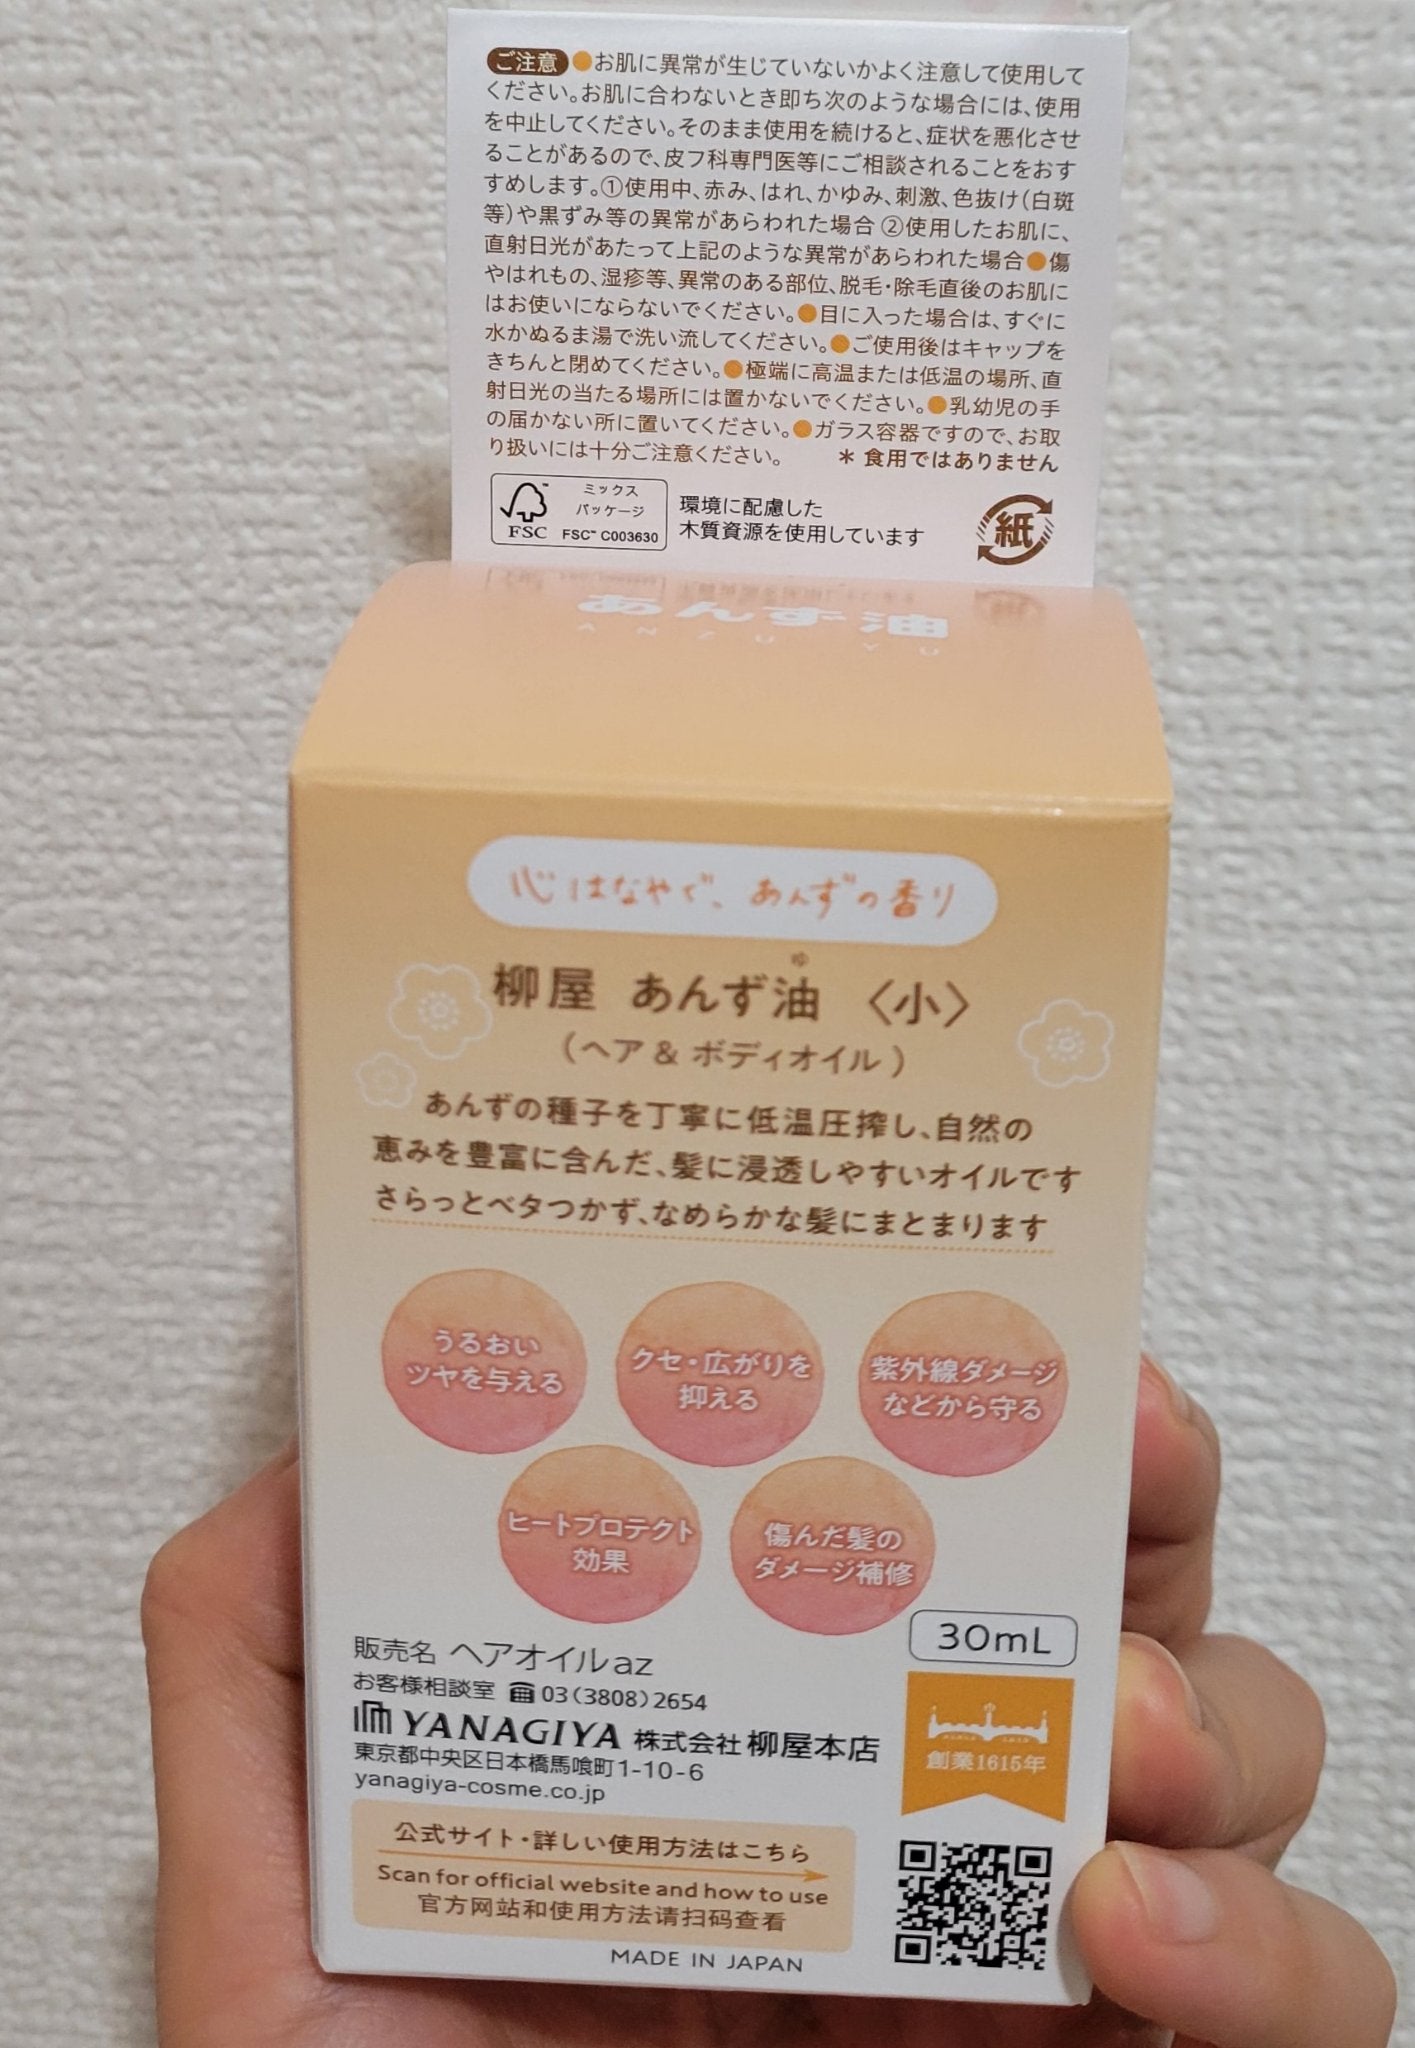 ご注意 ●お肌に異常が生じていないかよく注意して使用して
ください。お肌に合わないとき即ち次のような場合には、使用
を中止してください。そのまま使用を続けると、症状を悪化させ
ることがあるので、皮フ科専門医等にご相談されることをおす
すめします。①使用中、赤み、はれ、かゆみ、刺激、色抜け(白斑
等)や黒ずみ等の異常があらわれた場合 ②使用したお肌に、
直射日光があたって上記のような異常があらわれた場合●傷
やはれもの、湿疹等、異常のある部位、脱毛・除毛直後のお肌に
はお使いにならないでください。●目に入った場合は、すぐに
水かぬるま湯で洗い流してください。●ご使用後はキャップを
きちんと閉めてください。●極端に高温または低温の場所、直
射日光の当たる場所には置かないでください。●乳幼児の手
の届かない所に置いてください。●ガラス容器ですので、お取
り扱いには十分ご注意ください。 ＊食用ではありません
FSC™
ミックス
パッケージ
FSC™ C003630
環境に配慮した
木質資源を使用しています
紙
あんず油
ANZU YU
心はなやぐ、あんずの香り
ゆ
柳屋 あんず油 〈小〉
(ヘア & ボディオイル)
あんずの種子を丁寧に低温圧搾し、自然の
恵みを豊富に含んだ、髪に浸透しやすいオイルです
さらっとベタつかず、なめらかな髪にまとまります
うるおい
ツヤを与える
クセ・広がりを
抑える
紫外線ダメージ
などから守る
ヒートプロテクト
効果
傷んだ髪の
ダメージ補修
30mL
販売名 ヘアオイルaz
お客様相談室 ☎03(3808)2654
YANAGIYA 株式会社 柳屋本店
東京都中央区日本橋馬喰町1-10-6
yanagiya-cosme.co.jp
創業1615年
公式サイト・詳しい使用方法はこちら
Scan for official website and how to use
官方网站和使用方法请扫码查看
MADE IN JAPAN